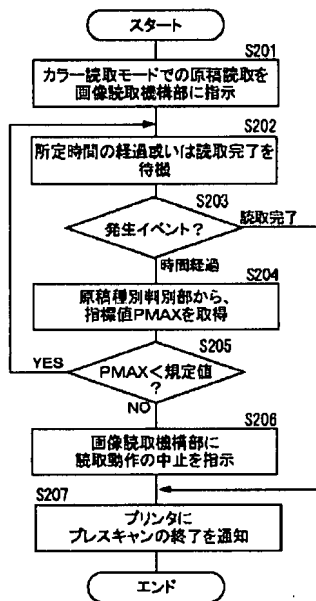 スタート
S201
カラー読取モードでの原稿読取を
画像読取機構部に指示
S202
所定時間の経過或いは読取完了を
待機
S203
発生イベント?
読取完了
時間経過
S204
原稿種別判別部から、
指標値PMAXを取得
S205
YES
PMAX<規定値
?
NO
S206
画像読取機構部に
読取動作の中止を指示
S207
プリンタに
プレスキャンの終了を通知
エンド